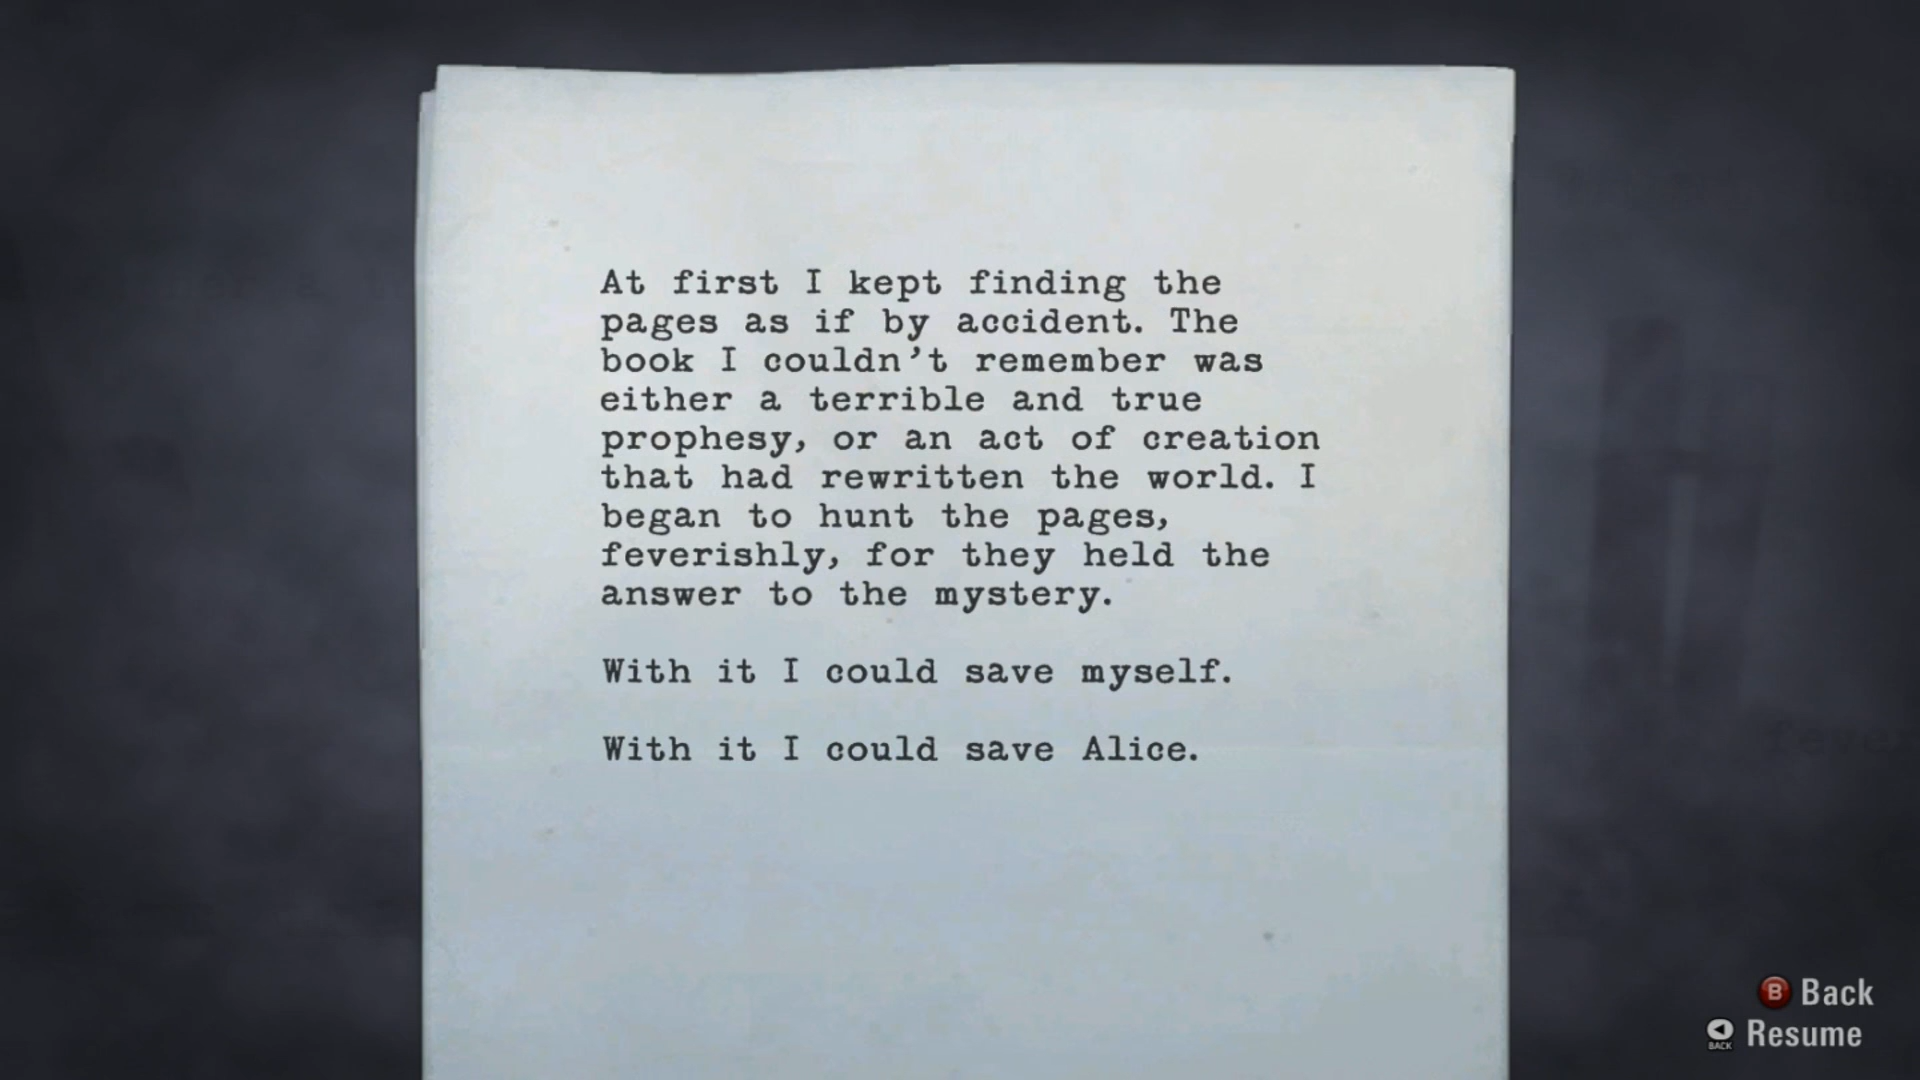 At first I kept finding the
pages as if by accident. The
book I couldn't remember was
either a terrible and true
prophesy, or an act of creation
that had rewritten the world. I
began to hunt the pages,
feverishly, for they held the
answer to the mystery.
With it I could save myself.
With it I could save Alice.
B Back
BACK Resume